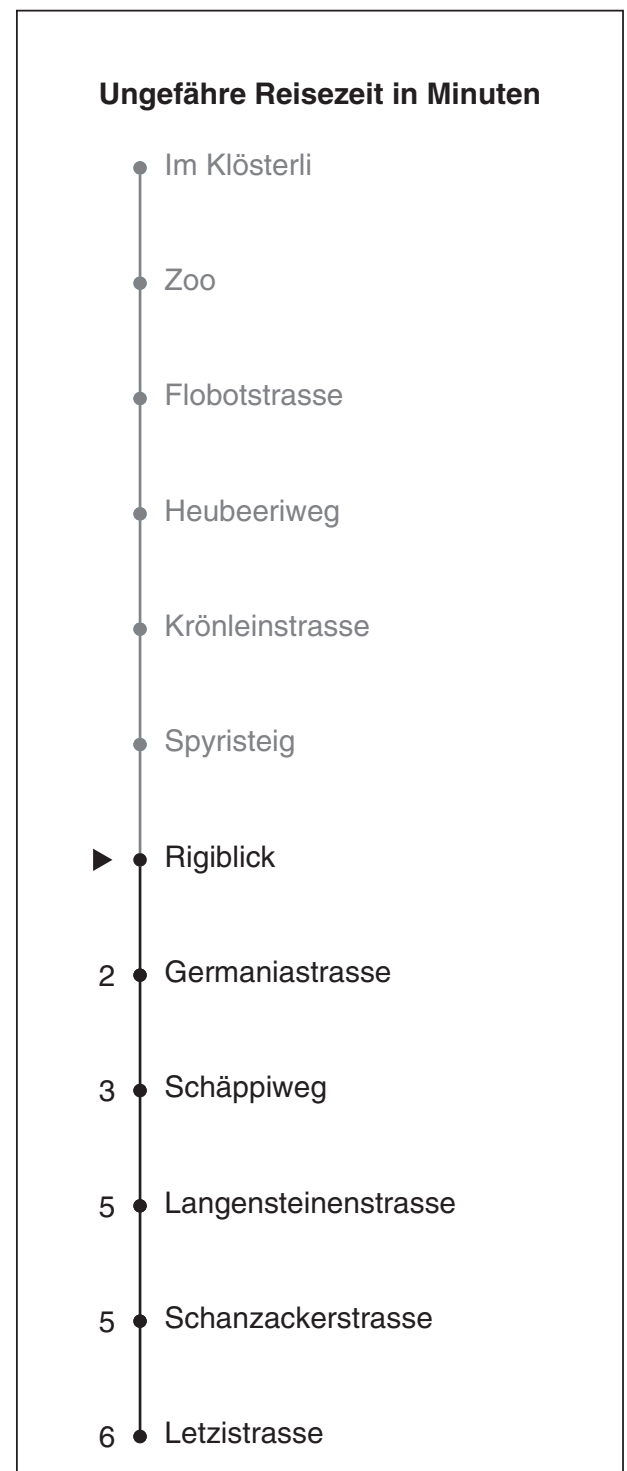 Ungefähre Reisezeit in Minuten
Im Klösterli
Zoo
Flobotstrasse
Heubeeriweg
Krönleinstrasse
Spyristeig
Rigiblick
2 Germaniastrasse
3 Schäppiweg
5 Langensteinenstrasse
5 Schanzackerstrasse
6 Letzistrasse